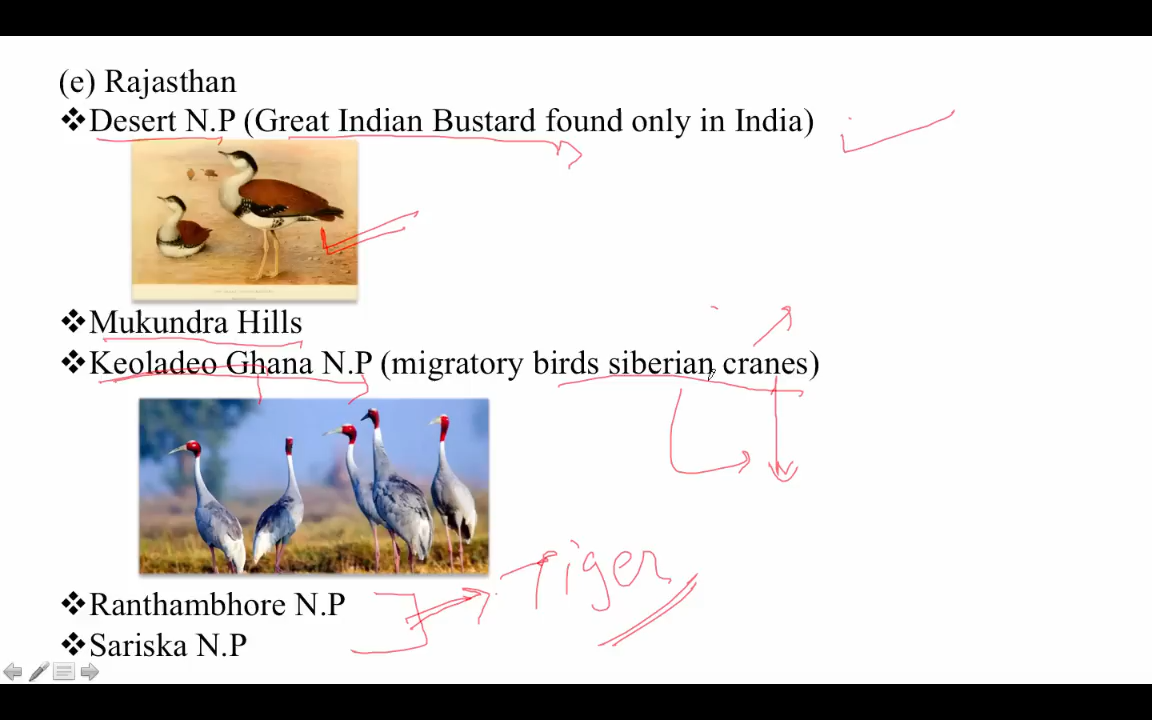 (e) Rajasthan
❖Desert N.P (Great Indian Bustard found only in India)
❖Mukundra Hills
❖Keoladeo Ghana N.P (migratory birds siberian cranes)
Tiger
❖Ranthambhore N.P
❖Sariska N.P